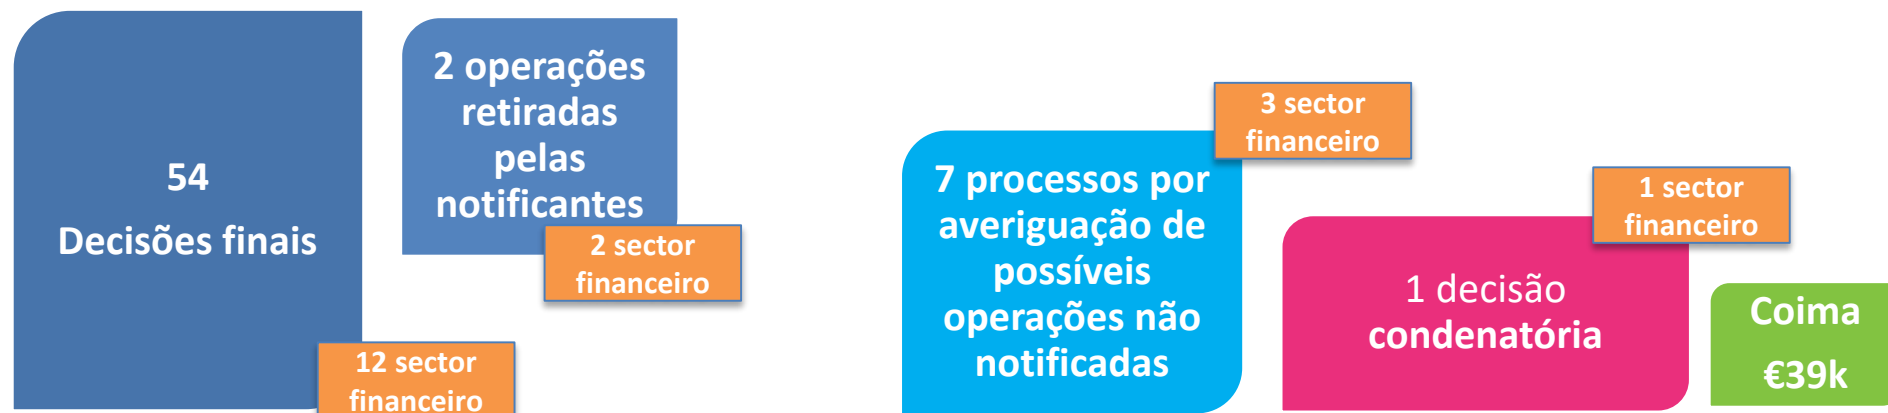 54
Decisões finais
12 sector
financeiro
2 operações
retiradas
pelas
notificantes
2 sector
financeiro
7 processos por
averiguação de
possíveis
operações não
notificadas
3 sector
financeiro
1 decisão
condenatória
1 sector
financeiro
Coima
€39k